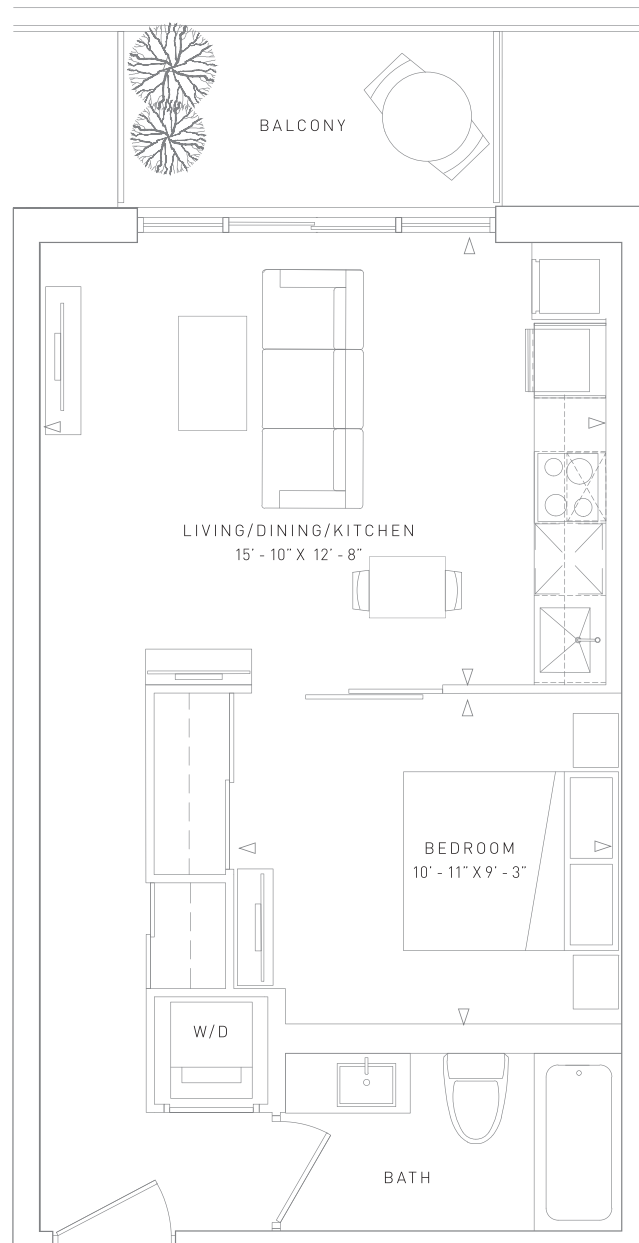 BALCONY
LIVING/DINING/KITCHEN
15' - 10" X 12' - 8"
BEDROOM
10' - 11" X 9' - 3"
W/D
BATH